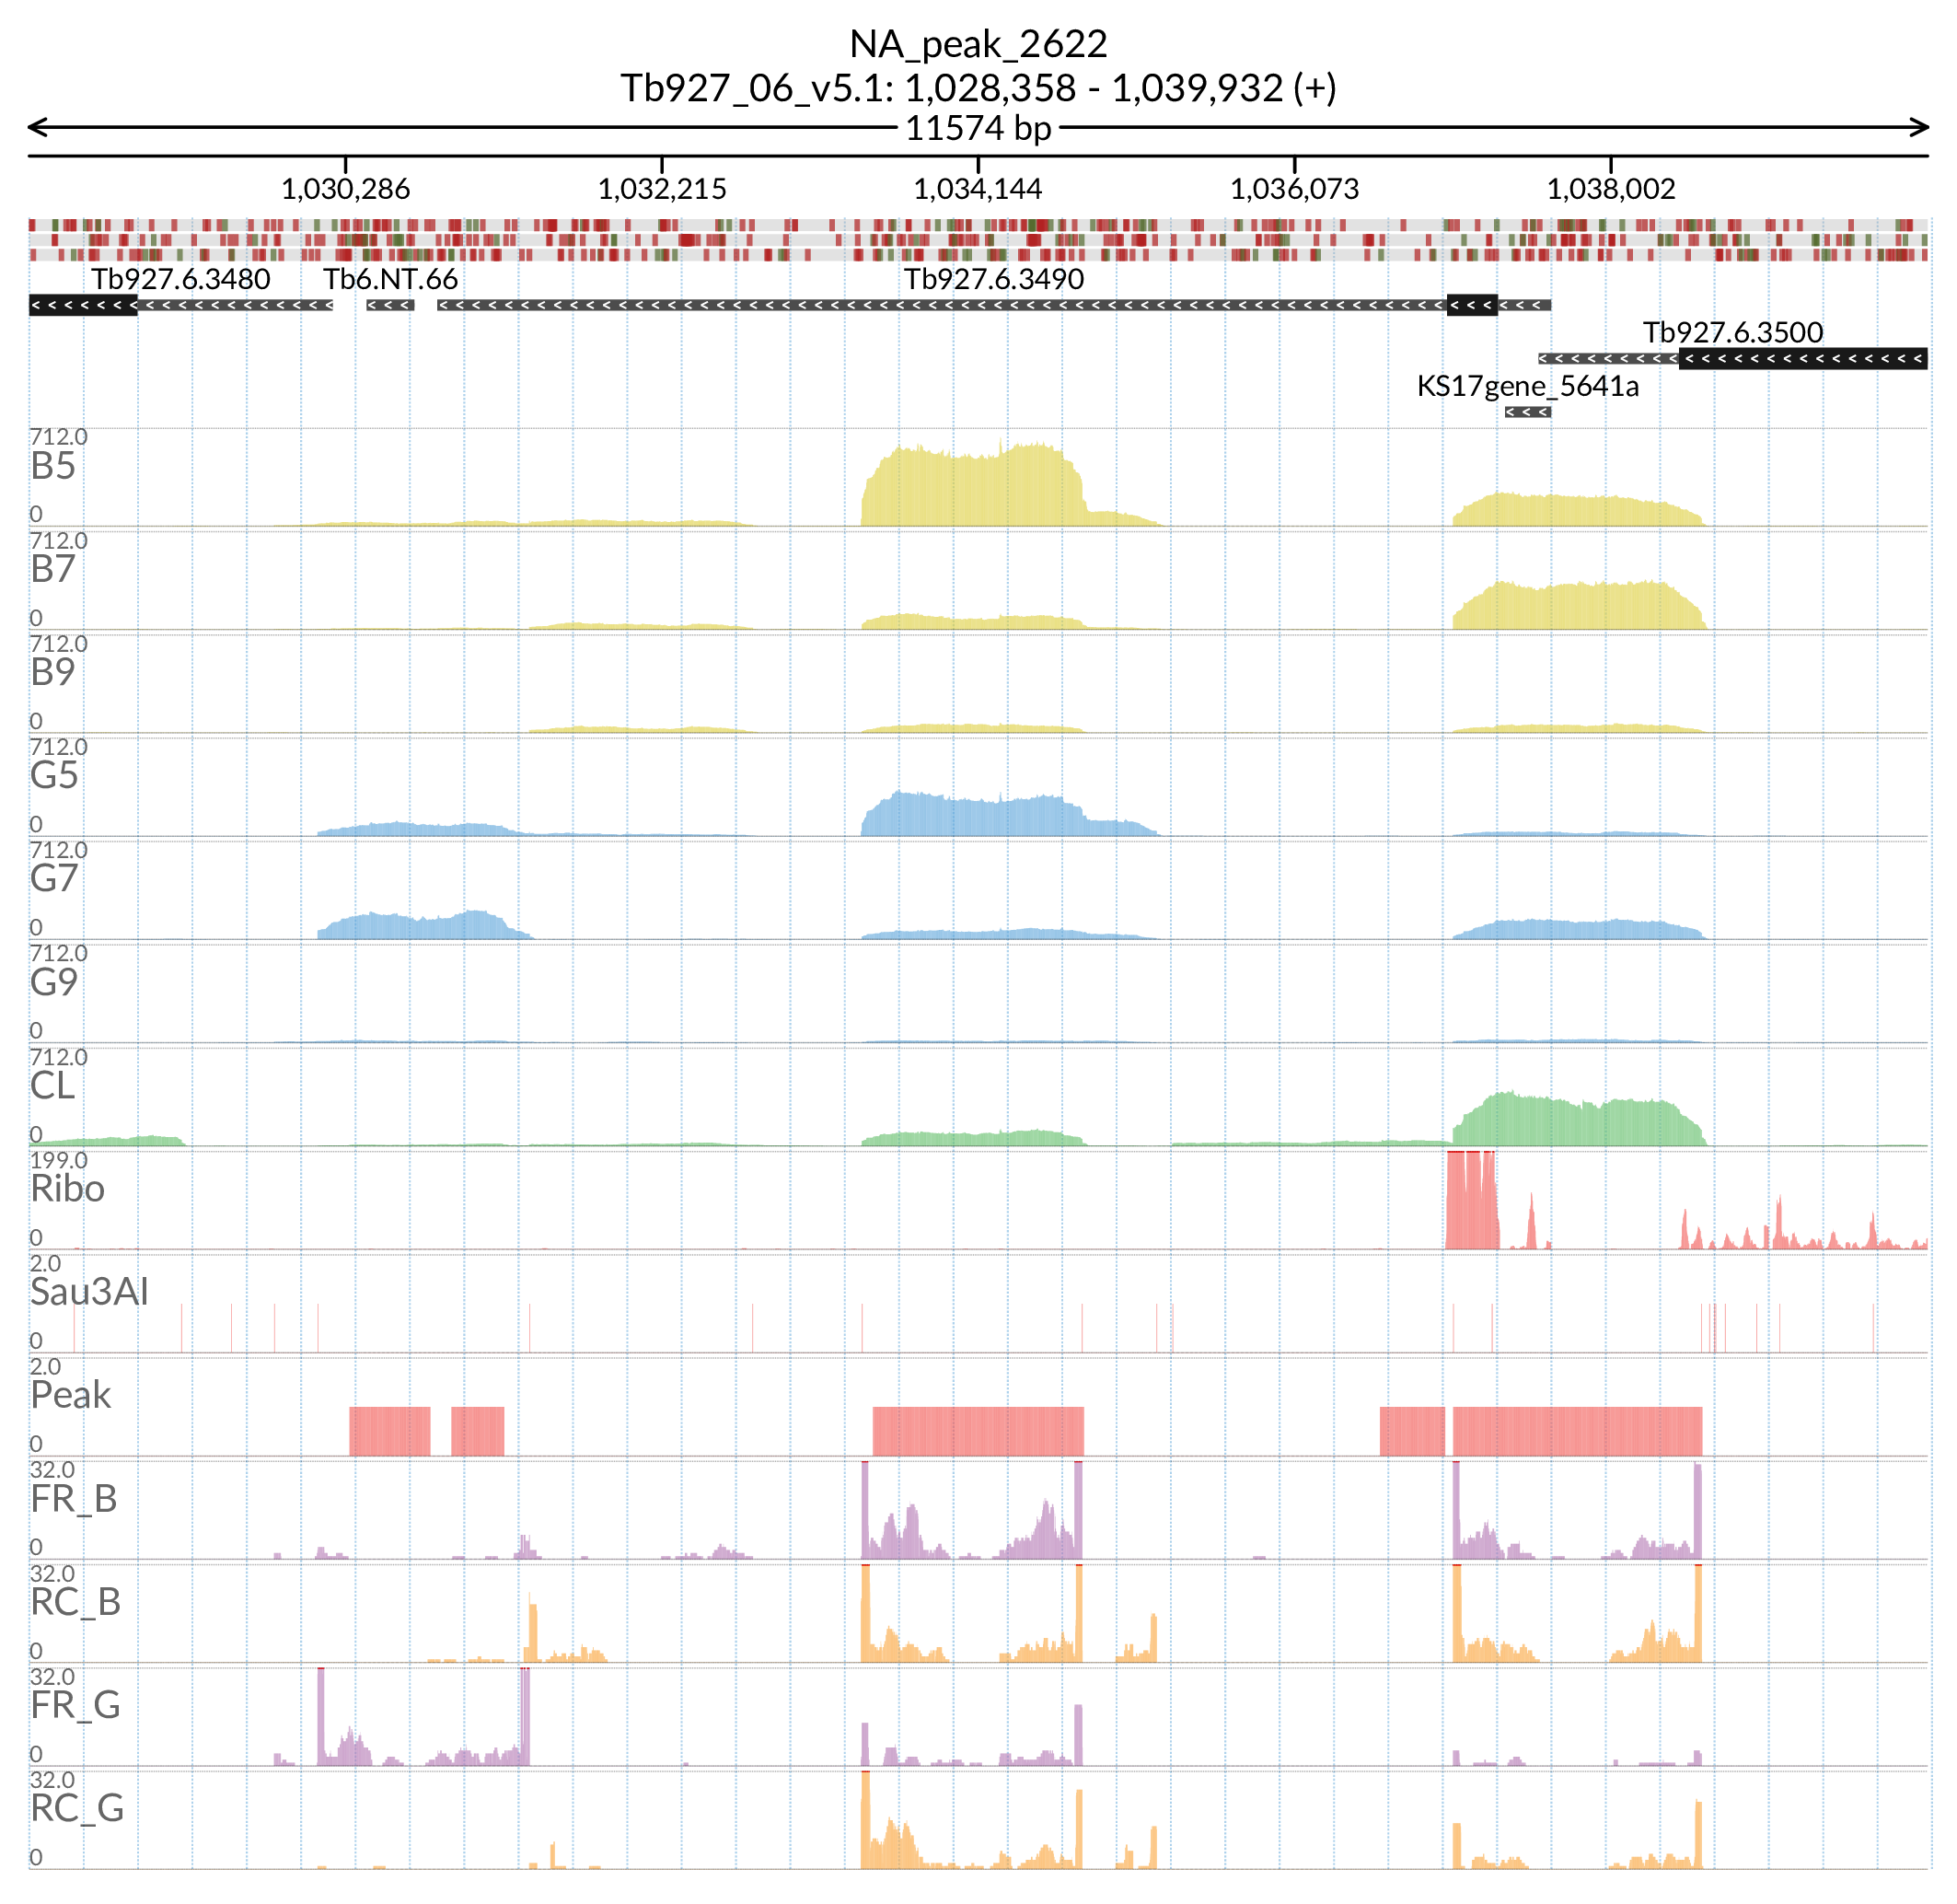 NA_peak_2622
Tb927_06_v5.1: 1,028,358 - 1,039,932 (+)
11574 bp
1,030,286 1,032,215 1,034,144 1,036,073 1,038,002
Tb927.6.3480 Tb6.NT.66 Tb927.6.3490
Tb927.6.3500
KS17gene_5641a
712.0
B5
0
712.0
B7
0
712.0
B9
0
712.0
G5
0
712.0
G7
0
712.0
G9
0
712.0
CL
0
199.0
Ribo
0
2.0
Sau3AI
0
2.0
Peak
0
32.0
FR_B
0
32.0
RC_B
0
32.0
FR_G
0
32.0
RC_G
0